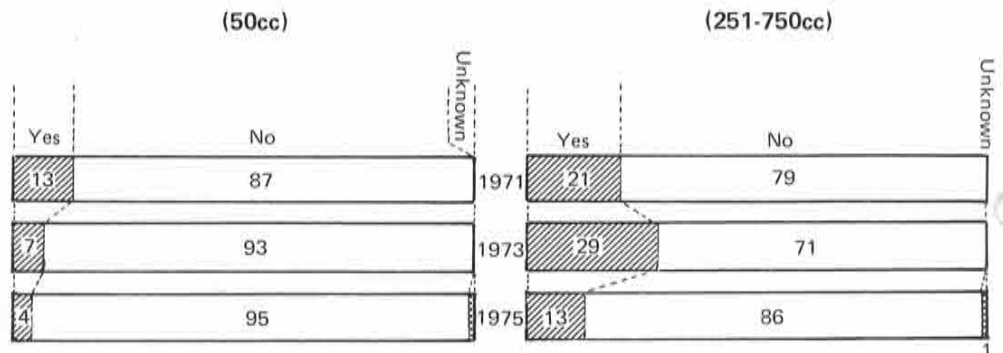 (50cc) (251-750cc)
Unknown Unknown
Yes No Yes No
13 87 1971 21 79
7 93 1973 29 71
4 95 1975 13 86
1